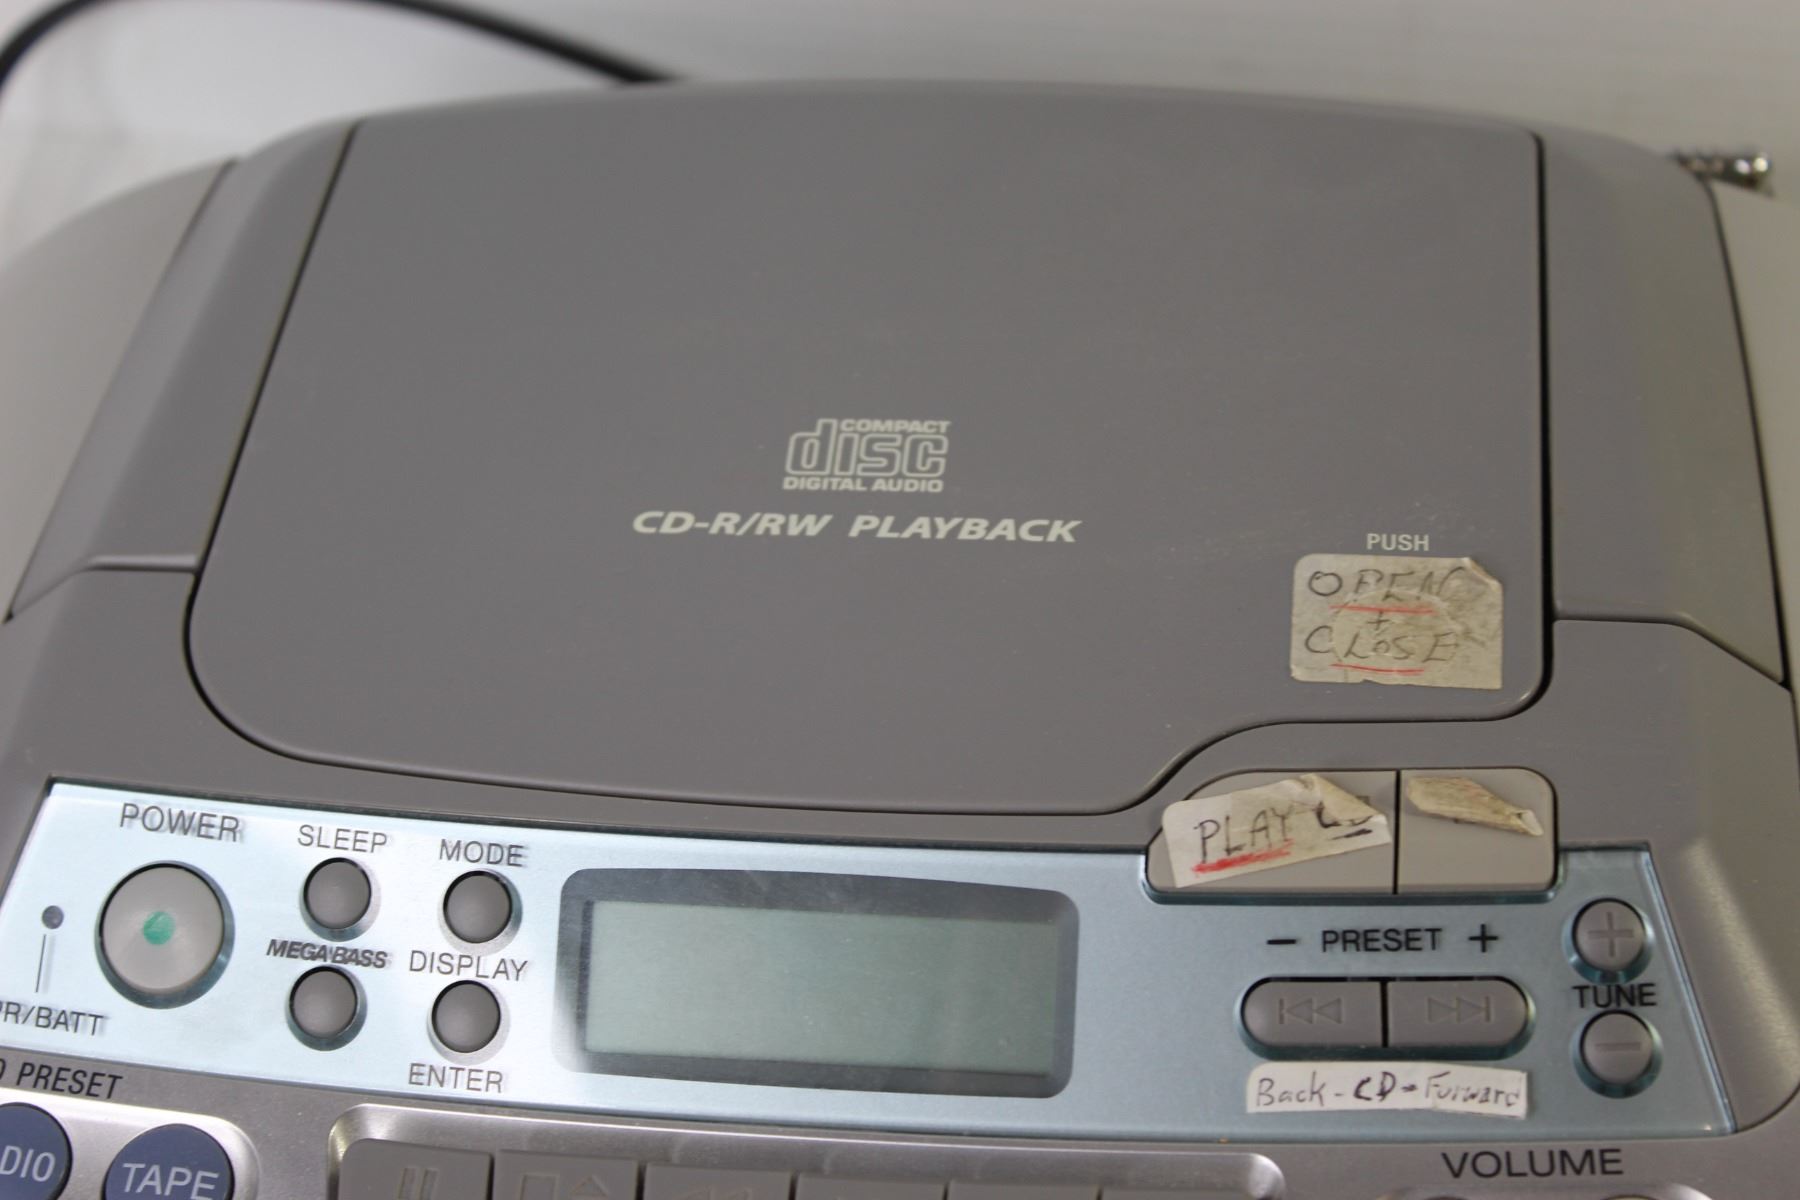 COMPACT
disc
DIGITAL AUDIO
CD-R/RW PLAYBACK
PUSH
OPEN
+
CLOSE
PLAY
POWER
SLEEP
MODE
MEGA BASS
DISPLAY
ENTER
- PRESET +
TUNE
Back - CD - Forward
PRESET
TAPE
VOLUME